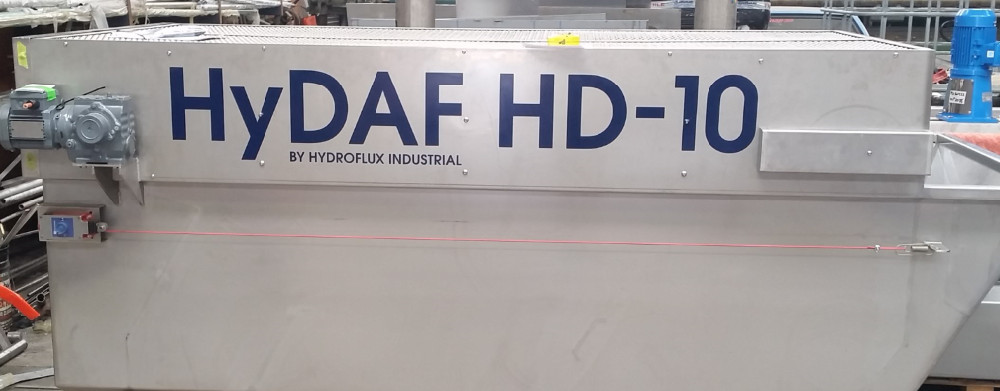 HyDAF HD-10
BY HYDROFLUX INDUSTRIAL